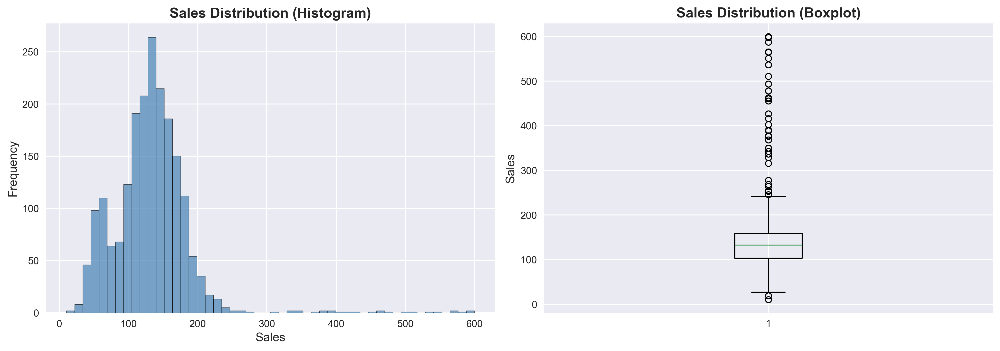 Sales Distribution (Histogram)
Frequency
250
200
150
100
50
0
0 100 200 300 400 500 600
Sales
Sales Distribution (Boxplot)
Sales
600
500
400
300
200
100
0
1